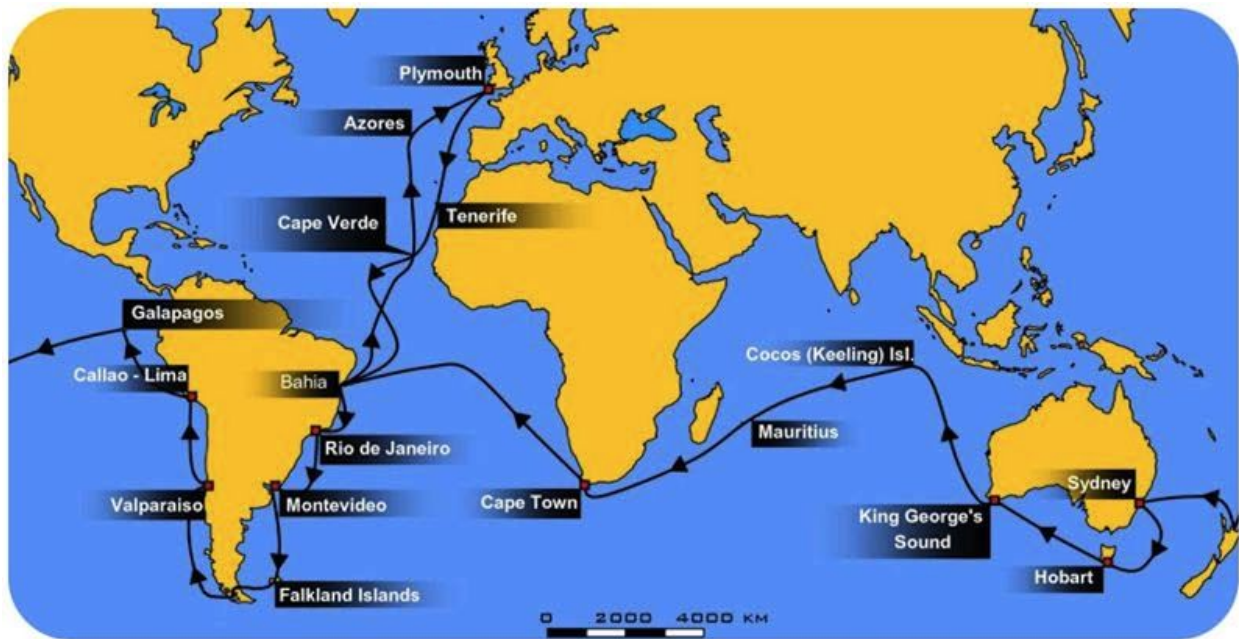 Plymouth
Azores
Cape Verde
Tenerife
Galapagos
Callao - Lima
Bahia
Cocos (Keeling) Isl.
Mauritius
Rio de Janeiro
Valparaiso
Montevideo
Cape Town
Sydney
King George's
Sound
Hobart
Falkland Islands
0 2000 4000 KM